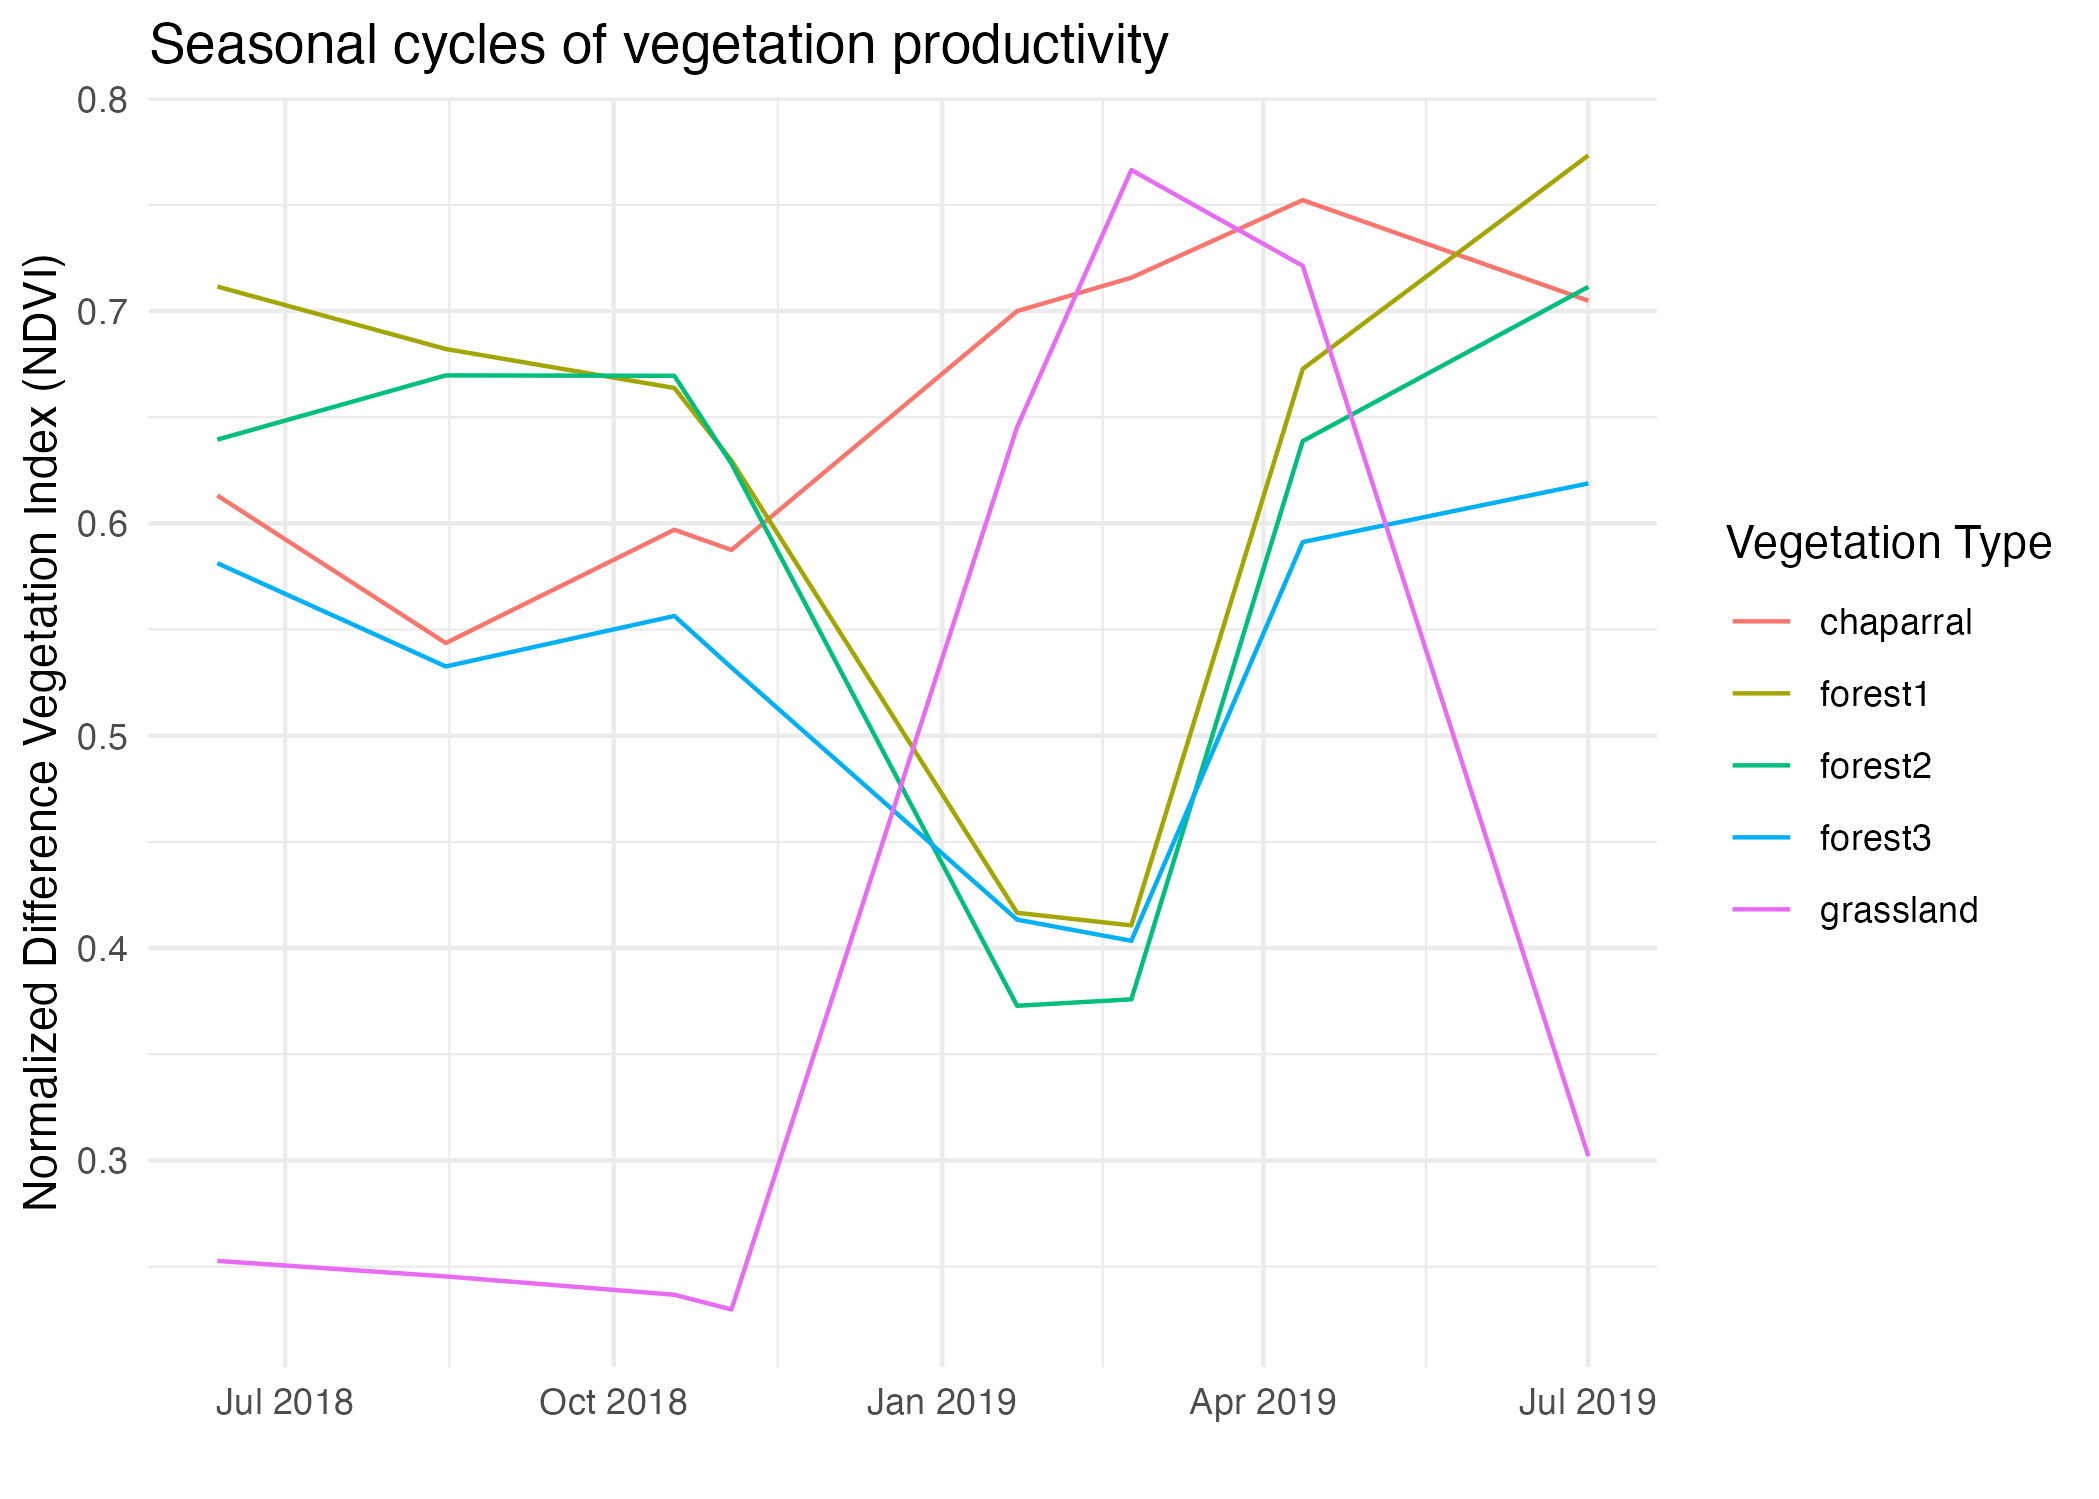 Seasonal cycles of vegetation productivity
Normalized Difference Vegetation Index (NDVI)
0.8
0.7
0.6
0.5
0.4
0.3
Jul 2018
Oct 2018
Jan 2019
Apr 2019
Jul 2019
Vegetation Type
chaparral
forest1
forest2
forest3
grassland